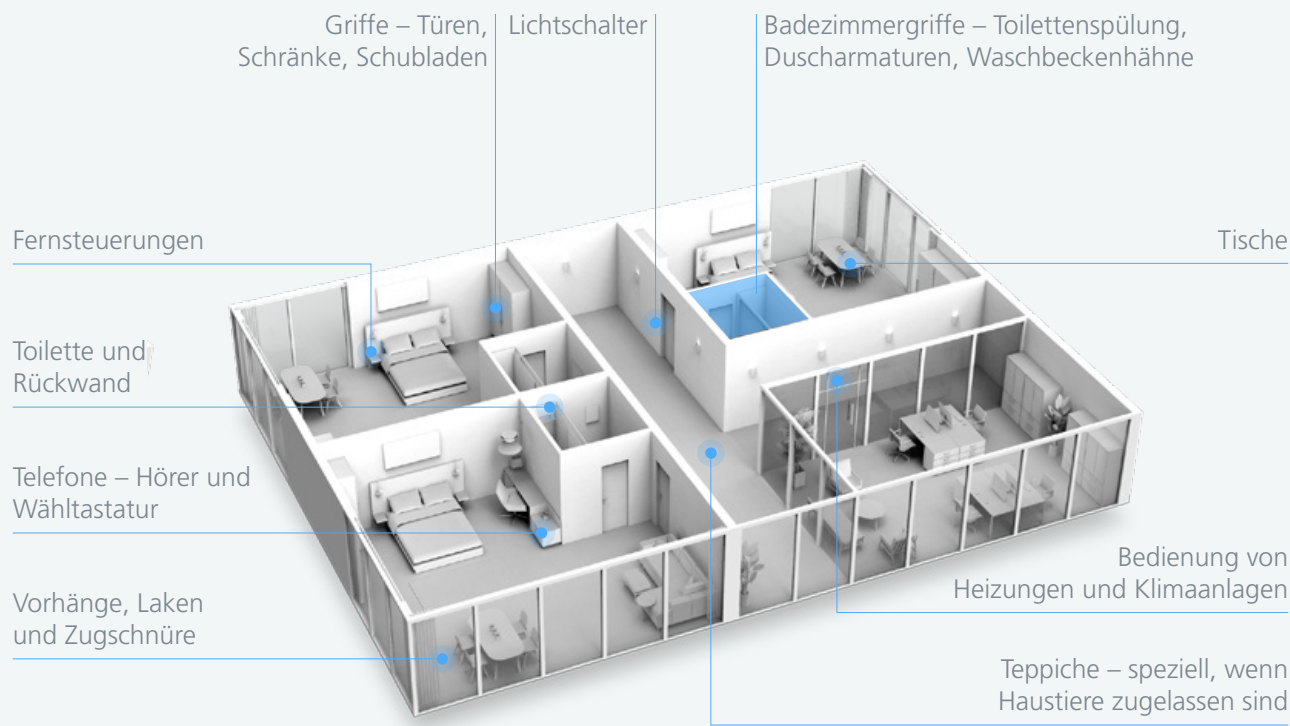 Griffe – Türen,
Schränke, Schubladen
Lichtschalter
Badezimmergriffe – Toilettenspülung,
Duscharmaturen, Waschbeckenhähne
Fernsteuerungen
Tische
Toilette und
Rückwand
Telefone – Hörer und
Wähltastatur
Vorhänge, Laken
und Zugschnüre
Bedienung von
Heizungen und Klimaanlagen
Teppiche – speziell, wenn
Haustiere zugelassen sind